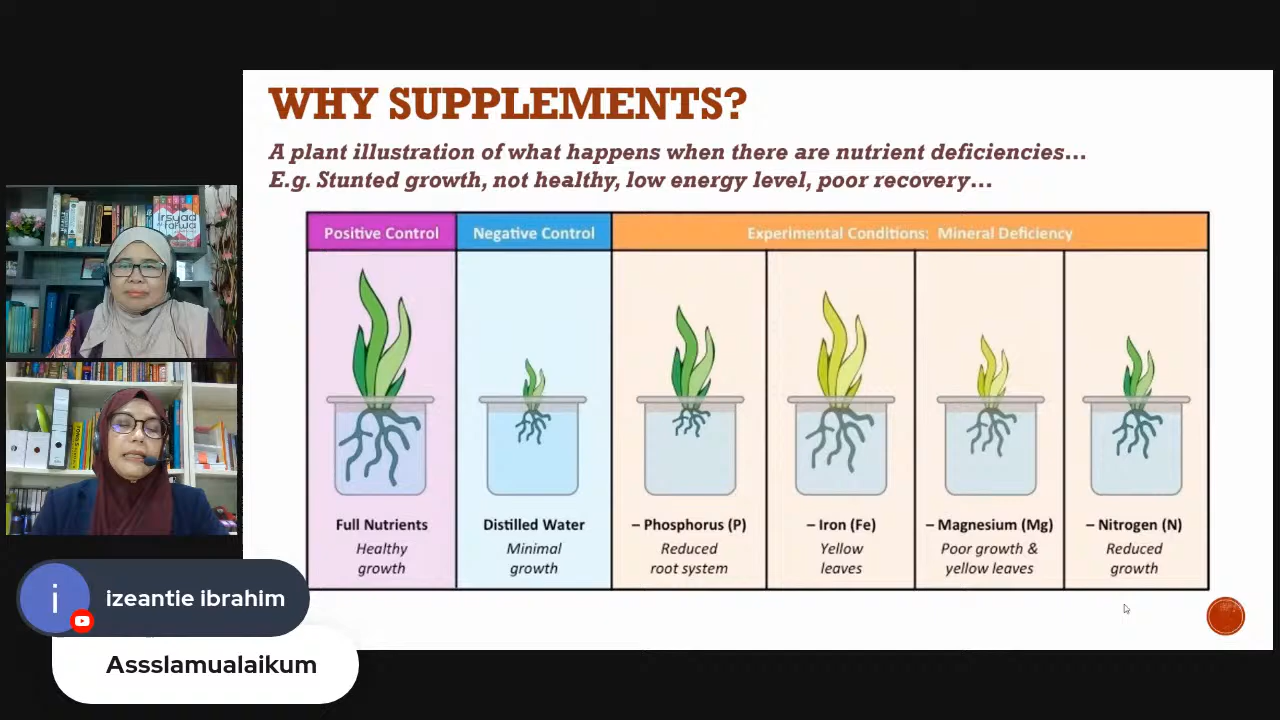 WHY SUPPLEMENTS?
A plant illustration of what happens when there are nutrient deficiencies...
E.g. Stunted growth, not healthy, low energy level, poor recovery...
Positive Control
Negative Control
Experimental Conditions: Mineral Deficiency
Full Nutrients
Healthy
growth
Distilled Water
Minimal
growth
– Phosphorus (P)
Reduced
root system
– Iron (Fe)
Yellow
leaves
– Magnesium (Mg)
Poor growth &
yellow leaves
– Nitrogen (N)
Reduced
growth
i
izeantie ibrahim
Assslamualaikum